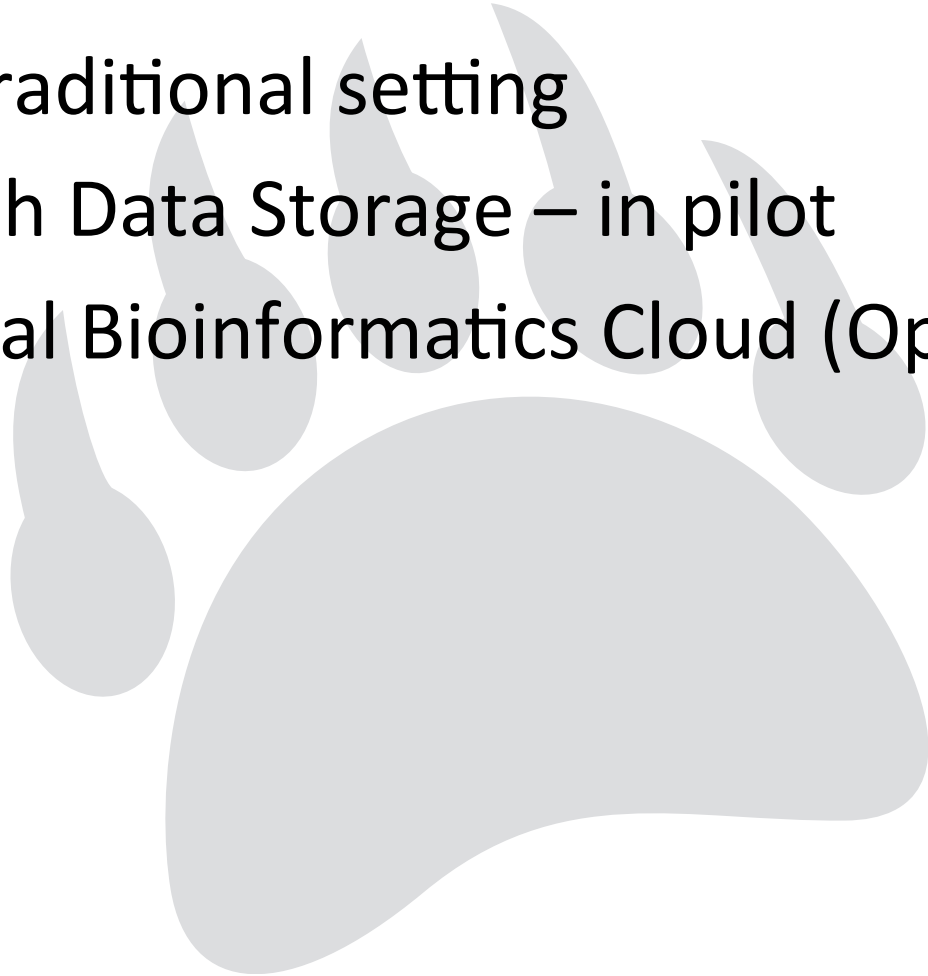 raditional setting
h Data Storage – in pilot
al Bioinformatics Cloud (Op